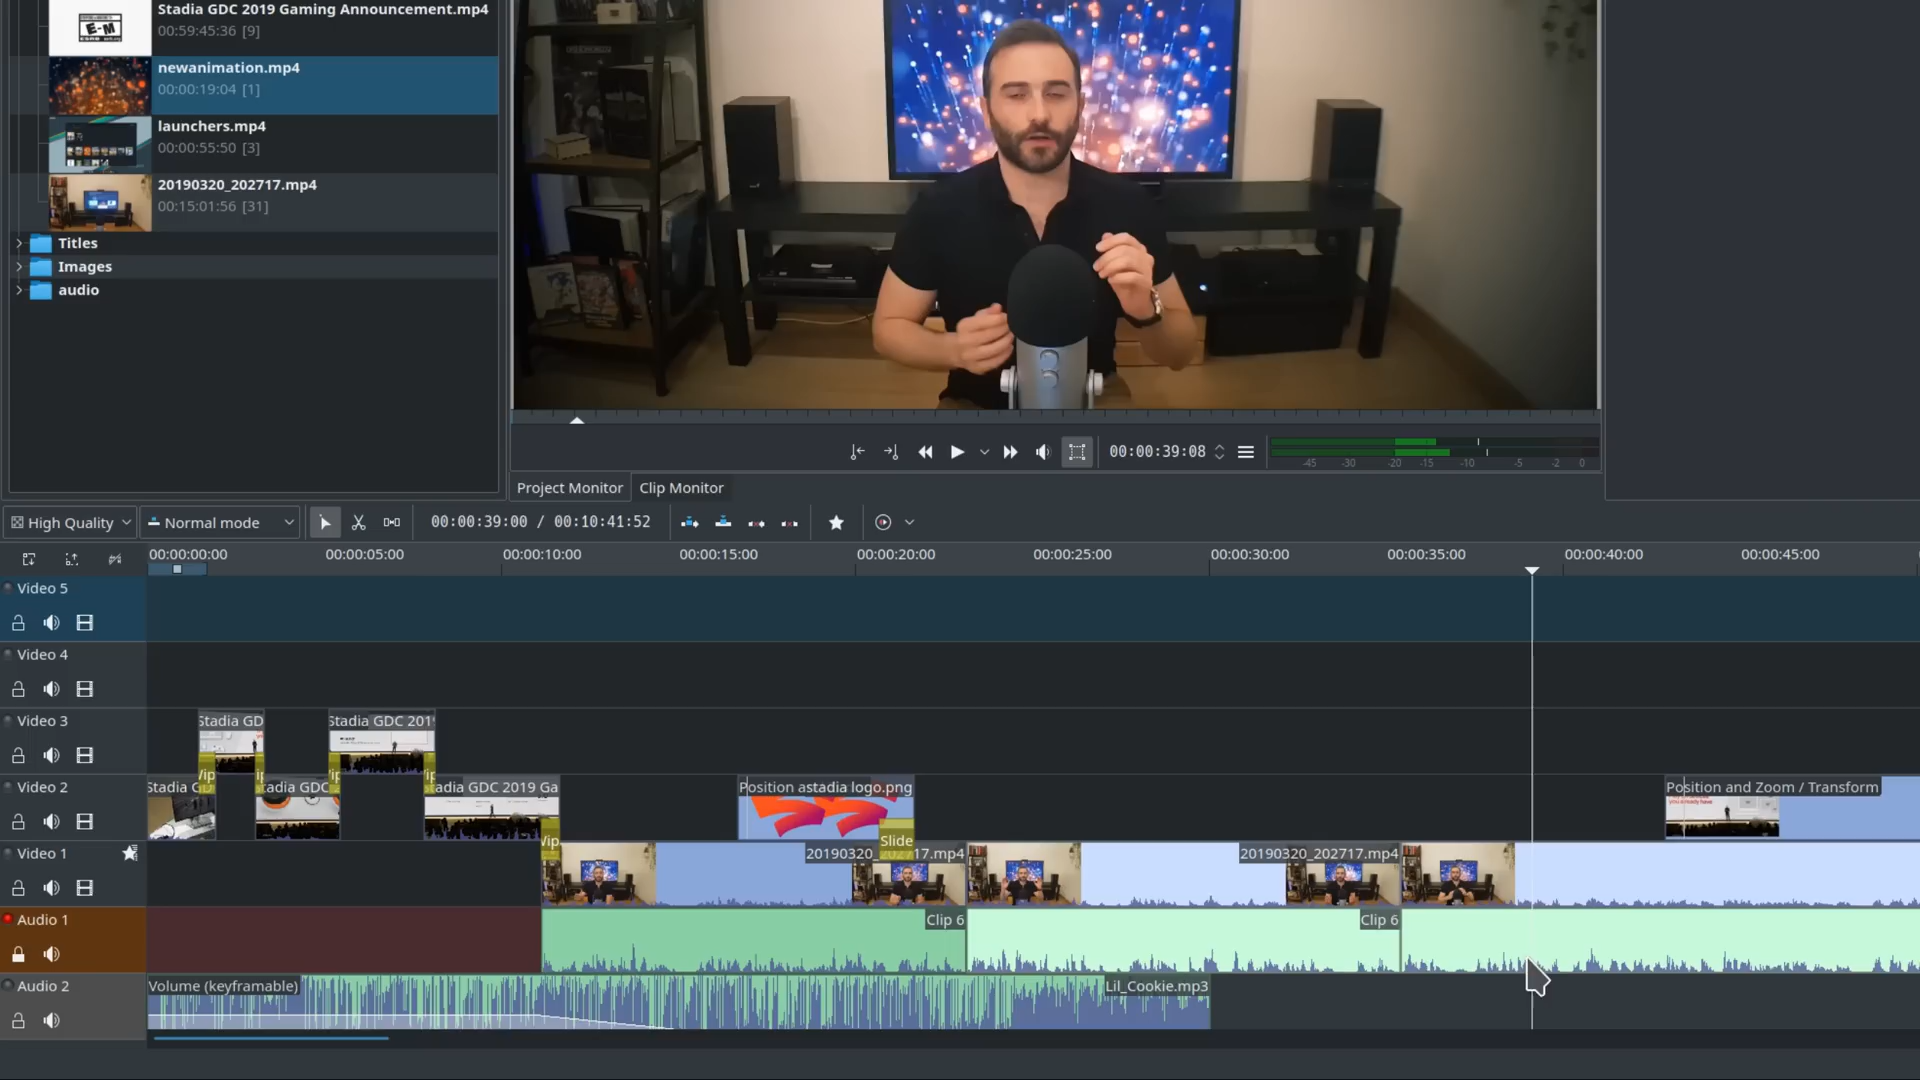 Stadia GDC 2019 Gaming Announcement.mp4
E-M
00:59:45:36 [9]
newanimation.mp4
00:00:19:04 [1]
launchers.mp4
00:00:55:50 [3]
20190320_202717.mp4
00:15:01:56 [31]
Titles
Images
audio
00:00:39:08
-45 -30 -20 -15 -10 -5 -2 0
Project Monitor
Clip Monitor
High Quality
Normal mode
00:00:39:00 / 00:10:41:52
00:00:00:00 00:00:05:00 00:00:10:00 00:00:15:00 00:00:20:00 00:00:25:00 00:00:30:00 00:00:35:00 00:00:40:00 00:00:45:00
Video 5
Video 4
Video 3
Stadia GD
Stadia GDC 201
Video 2
Stadia G
adia GDC
adia GDC 2019 Ga
Position a
stadia logo.png
Position and Zoom / Transform
Slide
Video 1
20190320_202717.mp4
20190320_202717.mp4
Audio 1
Clip 6
Clip 6
Audio 2
Volume (keyframable)
Lil_Cookie.mp3